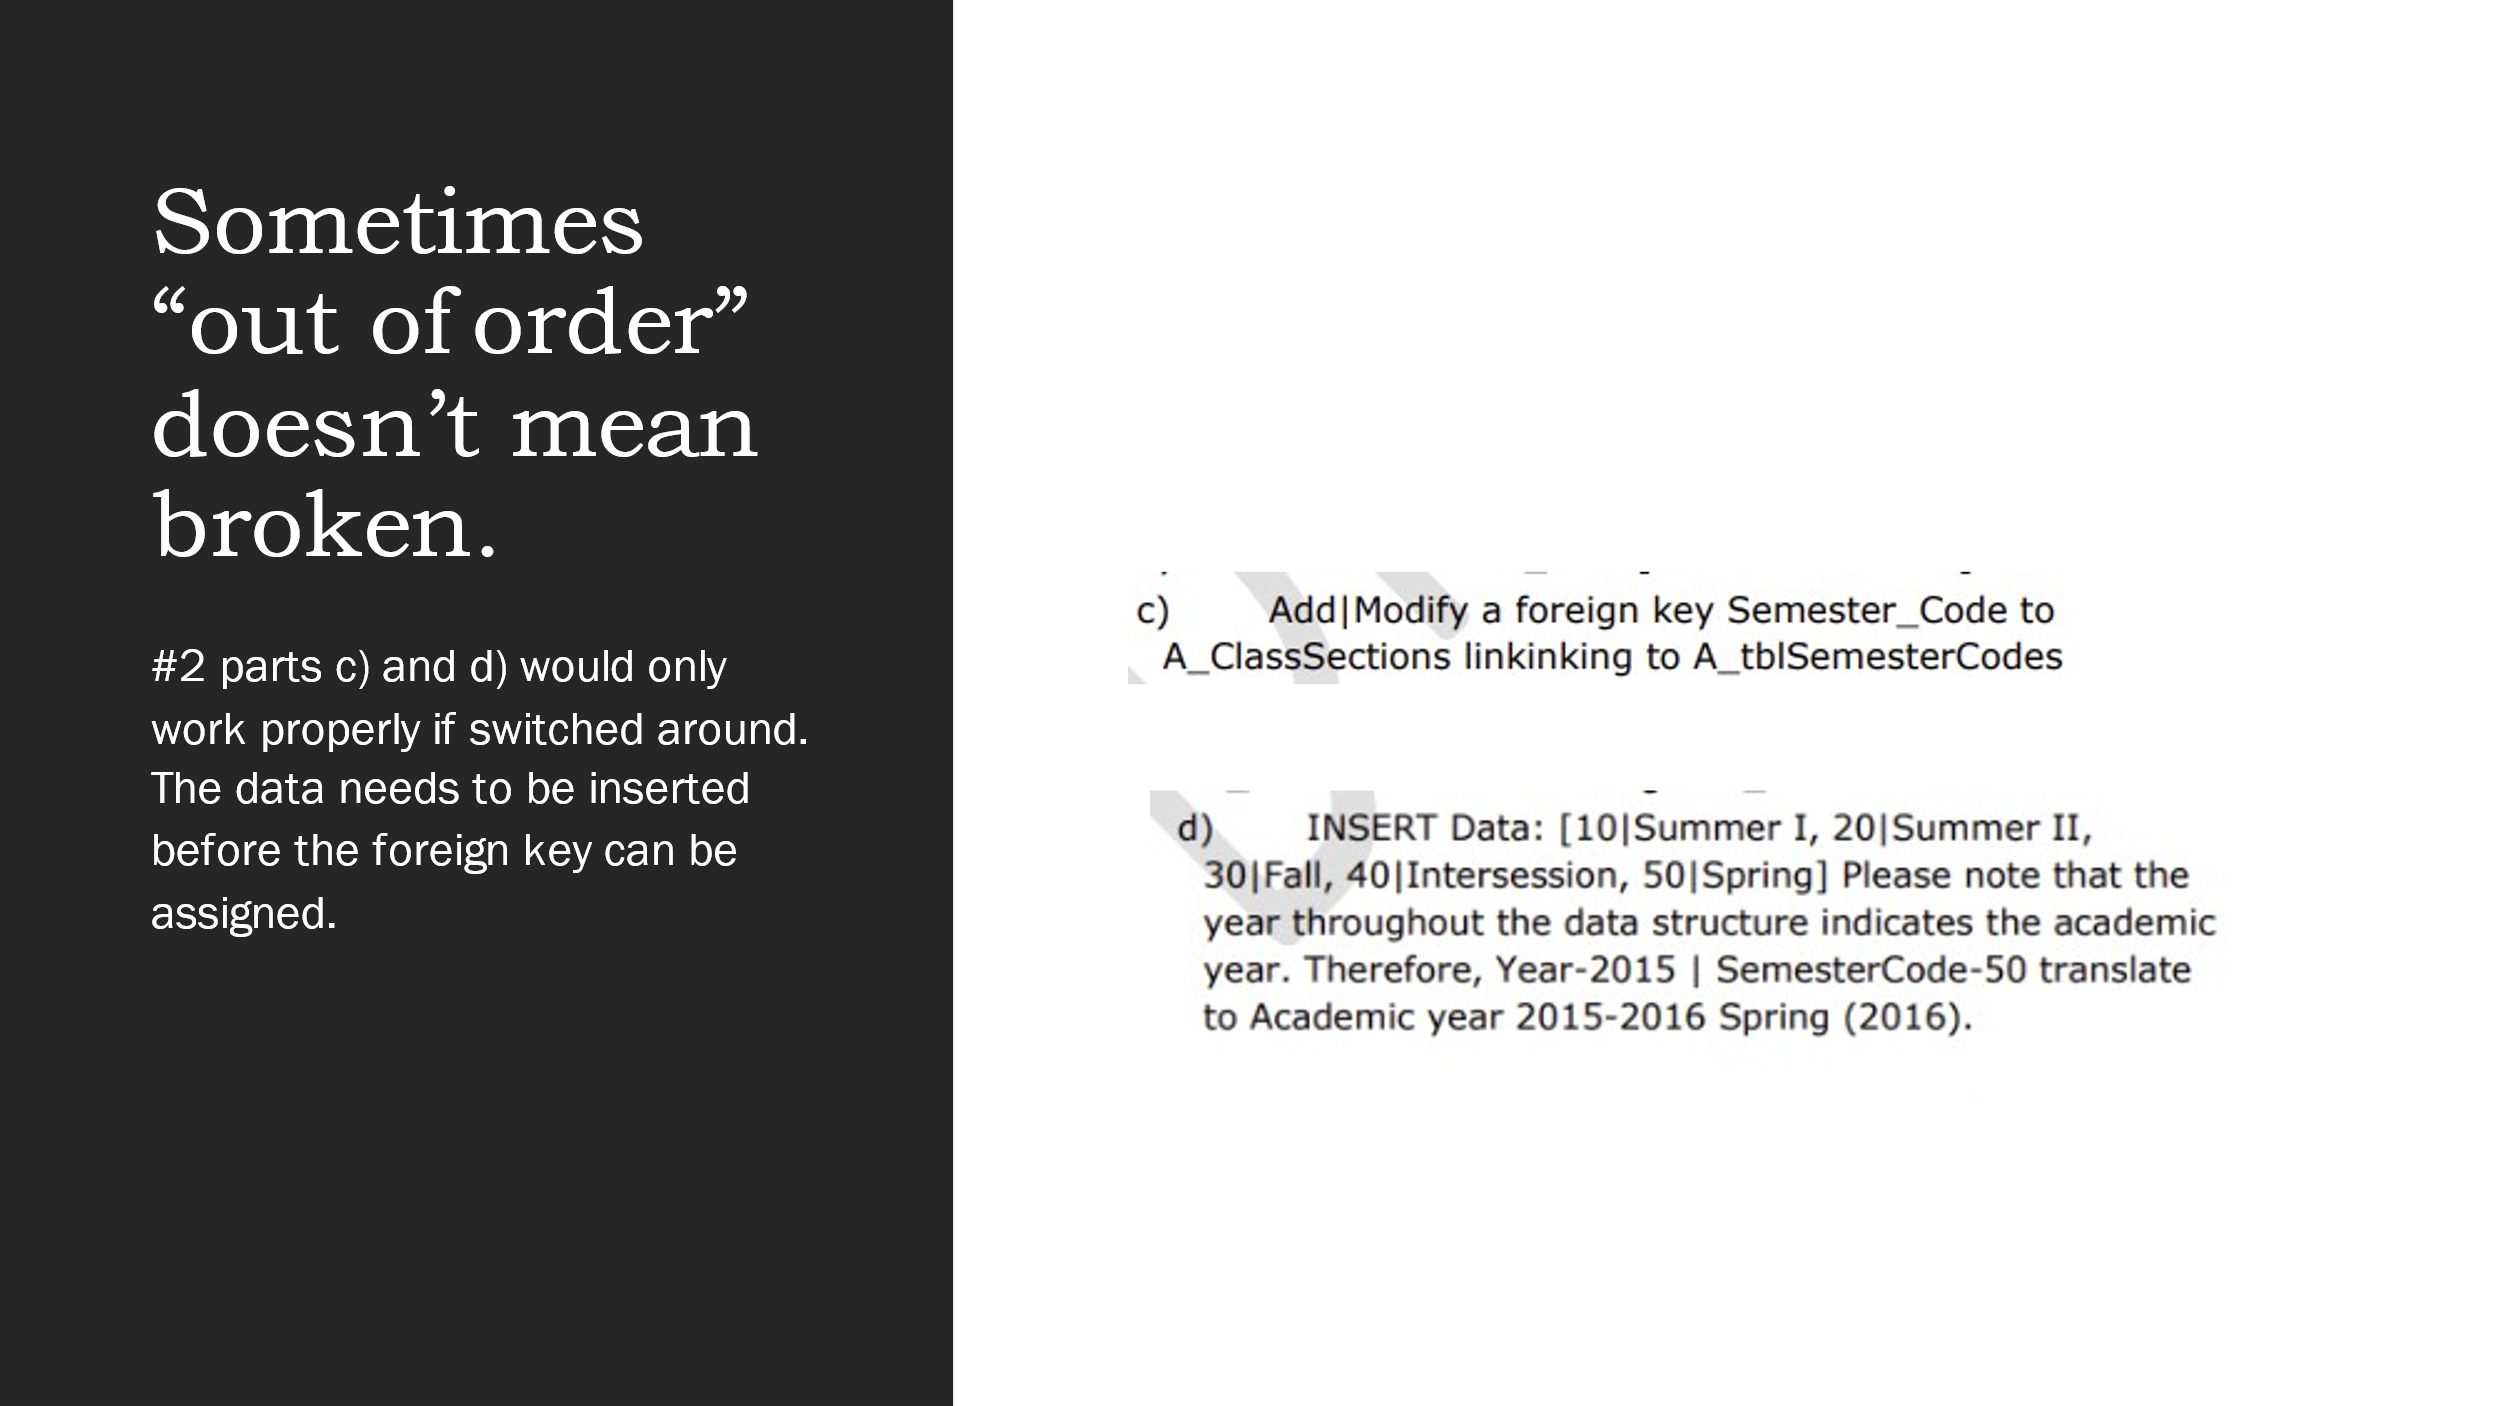 Sometimes
“out of order”
doesn’t mean
broken.
#2 parts c) and d) would only
work properly if switched around.
The data needs to be inserted
before the foreign key can be
assigned.
c) Add|Modify a foreign key Semester_Code to
A_ClassSections linkinking to A_tblSemesterCodes
d) INSERT Data: [10|Summer I, 20|Summer II,
30|Fall, 40|Intersession, 50|Spring] Please note that the
year throughout the data structure indicates the academic
year. Therefore, Year-2015 | SemesterCode-50 translate
to Academic year 2015-2016 Spring (2016).